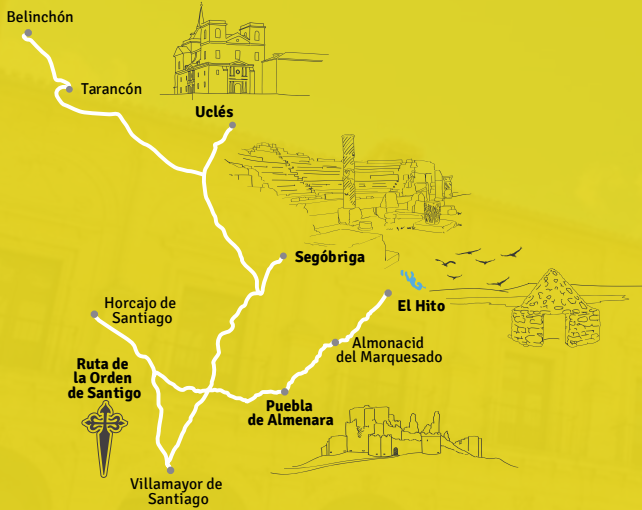 Belinchón
Tarancón
Uclés
Segóbriga
El Hito
Horcajo de
Santiago
Almonacid
del Marquesado
Ruta de
la Orden
de Santigo
Puebla
de Almenara
Villamayor de
Santiago